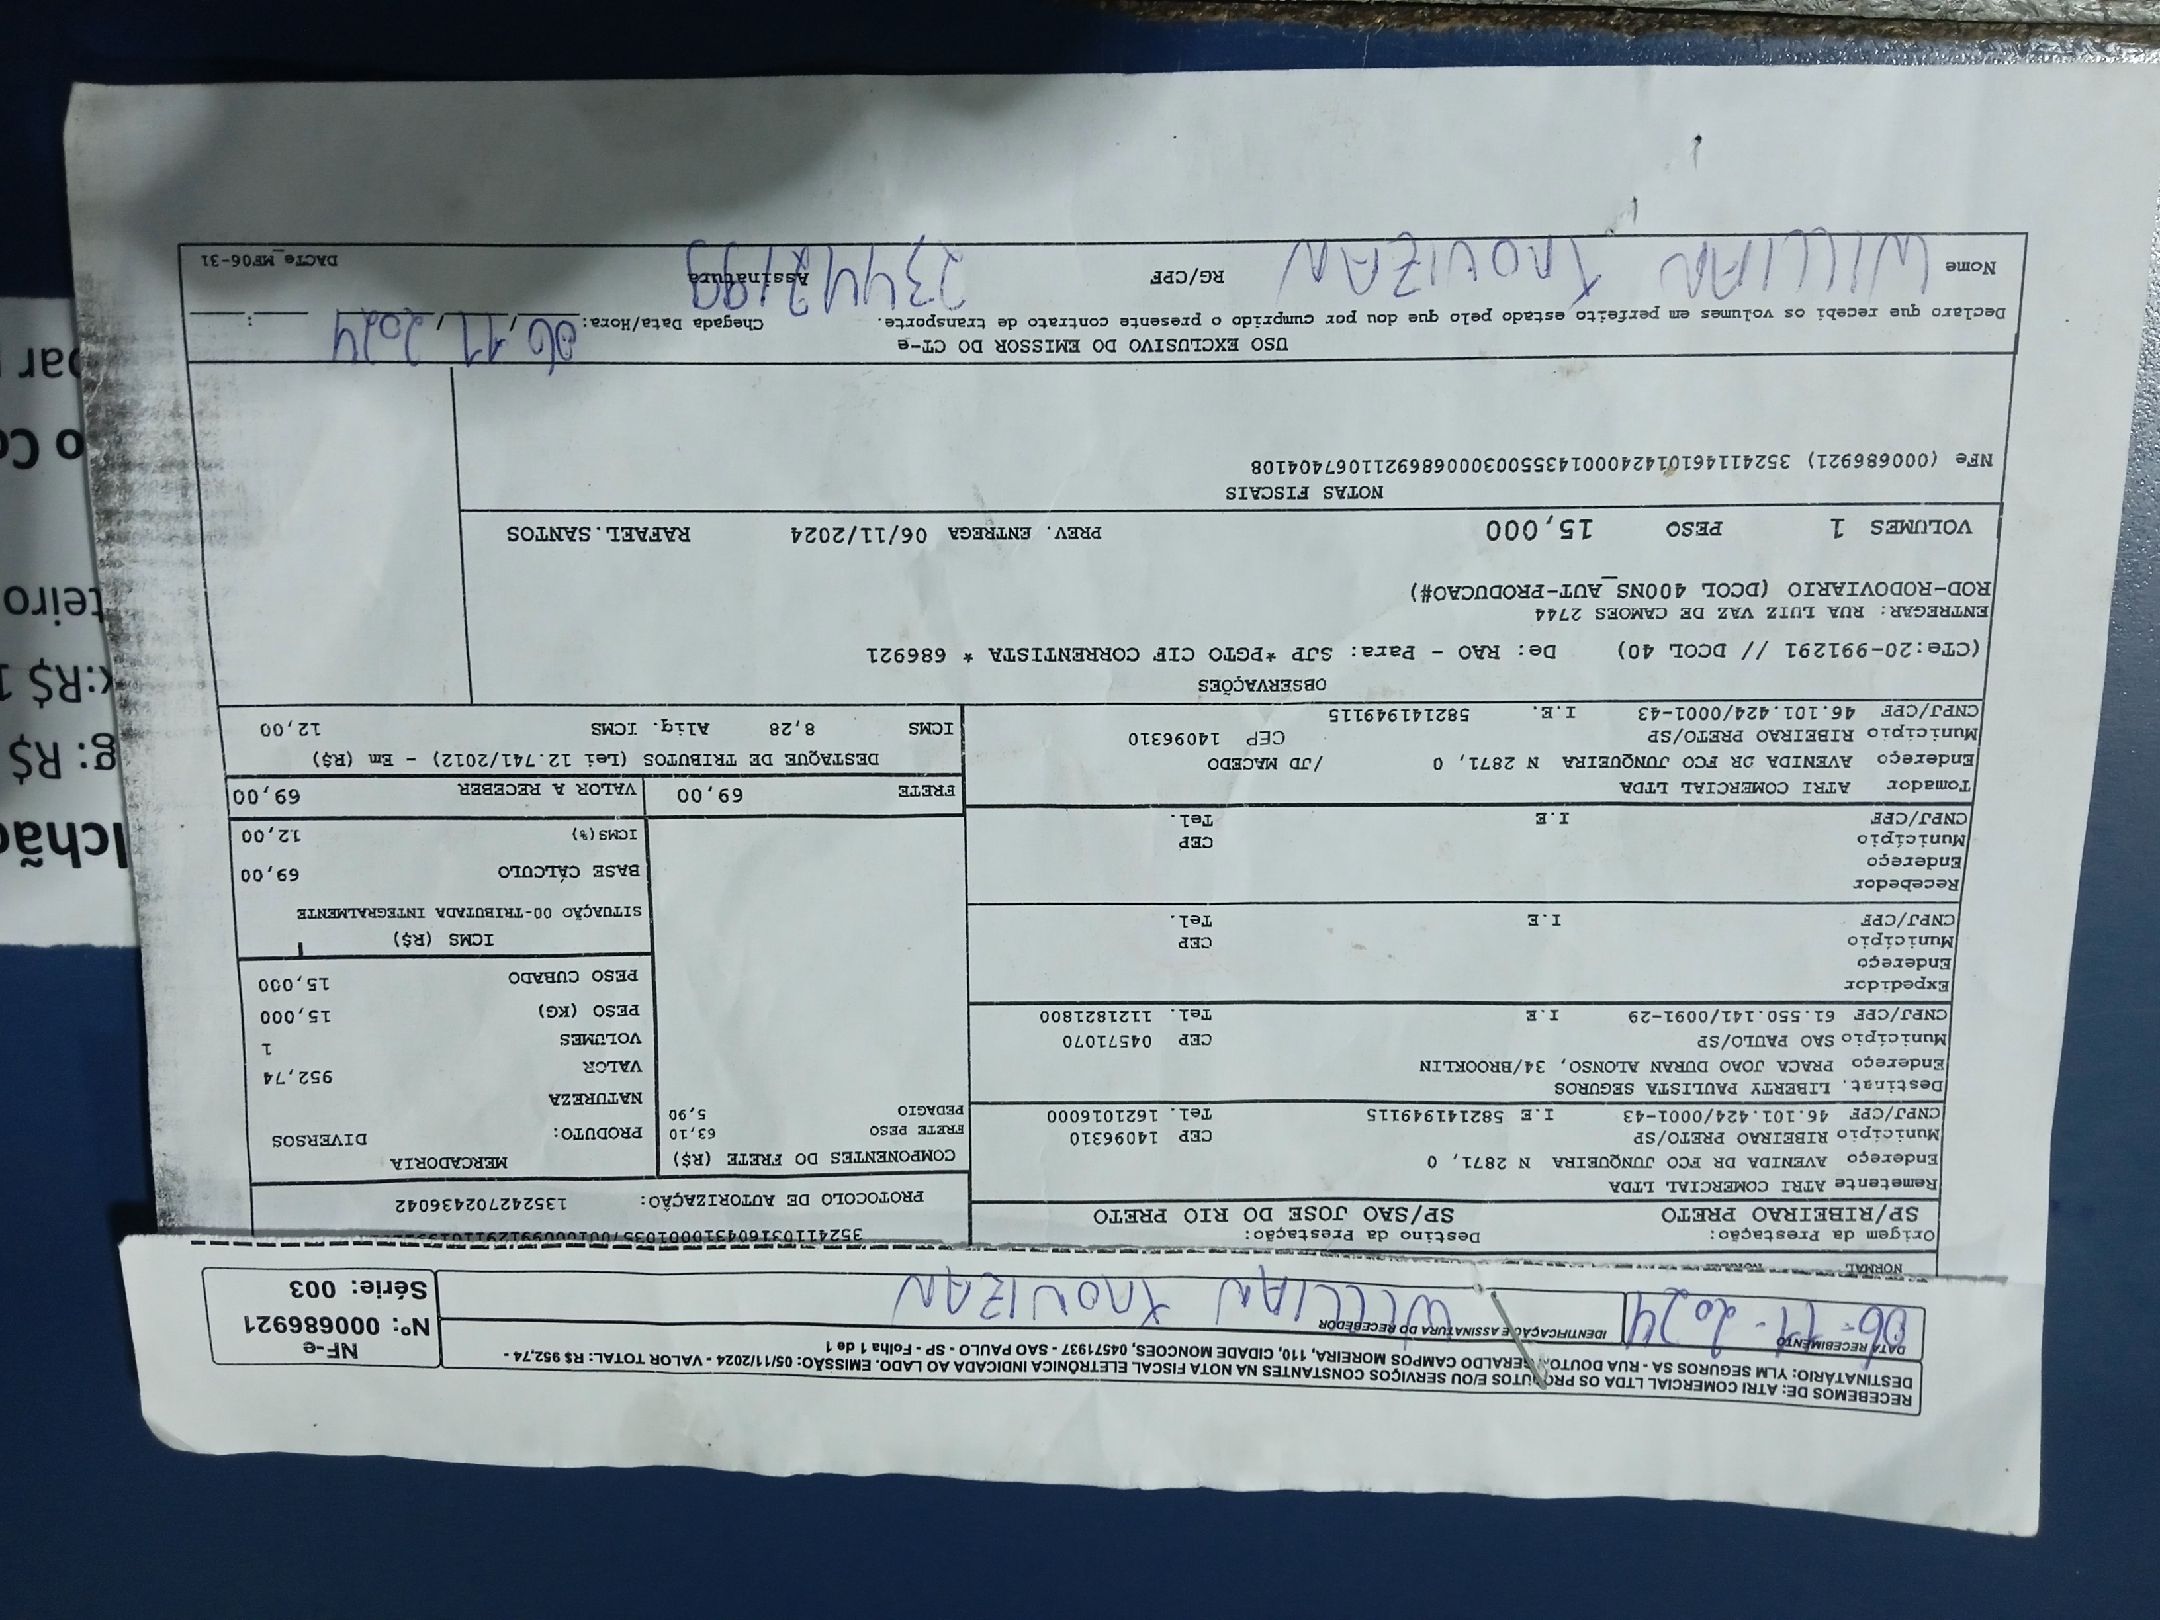 RECEBEMOS DE: ATRI COMERCIAL LTDA OS PRODUTOS E/OU SERVIÇOS CONSTANTES NA NOTA FISCAL ELETRÔNICA INDICADA AO LADO. EMISSÃO: 05/11/2024 - VALOR TOTAL: R$ 952,74 -
DESTINATÁRIO: YLM SEGUROS SA - RUA DOUTOR GERALDO CAMPOS MOREIRA, 110, CIDADE MONCOES, 04571937 - SAO PAULO - SP - Folha 1 de 1
DATA RECEBIMENTO
06-11-2024
IDENTIFICAÇÃO E ASSINATURA DO RECEBEDOR
WILLIAN
NF-e
Nº: 000686921
Série: 003
NORMAL
Origem da Prestação:
SP/RIBEIRAO PRETO
Destino da Prestação:
SP/SAO JOSE DO RIO PRETO
PROTOCOLO DE AUTORIZAÇÃO: 135242702436042
Remetente ATRI COMERCIAL LTDA
Endereço AVENIDA DR FCO JUNQUEIRA N 2871, 0
Município RIBEIRAO PRETO/SP CEP 14096310
CNPJ/CPF 46.101.424/0001-43 I.E 582141949115 Tel. 1621016000
Destinat. LIBERTY PAULISTA SEGUROS
Endereço PRACA JOAO DURAN ALONSO, 34/BROOKLIN
Município SAO PAULO/SP CEP 04571070
CNPJ/CPF 61.550.141/0091-29 I.E Tel. 1121821800
Expedidor
Endereço
Município CEP
CNPJ/CPF I.E Tel.
Recebedor
Endereço
Município CEP
CNPJ/CPF I.E Tel.
Tomador ATRI COMERCIAL LTDA
Endereço AVENIDA DR FCO JUNQUEIRA N 2871, 0 /JD MACEDO
Município RIBEIRAO PRETO/SP CEP 14096310
CNPJ/CPF 46.101.424/0001-43 I.E. 582141949115
COMPONENTES DO FRETE (R$)
FRETE PESO 63,10
PEDAGIO 5,90
MERCADORIA
PRODUTO: DIVERSOS
NATUREZA
VALOR 952,74
VOLUMES 1
PESO (KG) 15,000
PESO CUBADO 15,000
ICMS (R$)
SITUAÇÃO 00-TRIBUTADA INTEGRALMENTE
BASE CÁLCULO 69,00
ICMS(%) 12,00
FRETE 69,00 VALOR A RECEBER 69,00
DESTAQUE DE TRIBUTOS (Lei 12.741/2012) - Em (R$)
ICMS 8,28 Aliq. ICMS 12,00
OBSERVAÇÕES
(CTe:20-991291 // DCOL 40) De: RAO - Para: SJP *PGTO CIF CORRENTISTA * 686921
ENTREGAR: RUA LUIZ VAZ DE CAMOES 2744
ROD-RODOVIARIO (DCOL 400NS_AUT-PRODUCAO#)
VOLUMES 1 PESO 15,000 PREV. ENTREGA 06/11/2024 RAFAEL.SANTOS
NOTAS FISCAIS
NFe (000686921) 35241146101424000143550030006869211067404108
USO EXCLUSIVO DO EMISSOR DO CT-e
Declaro que recebi os volumes em perfeito estado pelo que dou por cumprido o presente contrato de transporte.
Chegada Data/Hora: 06/11/2024 :
Nome WILLIAN RG/CPF Assinatura
DACTe_MF06-31